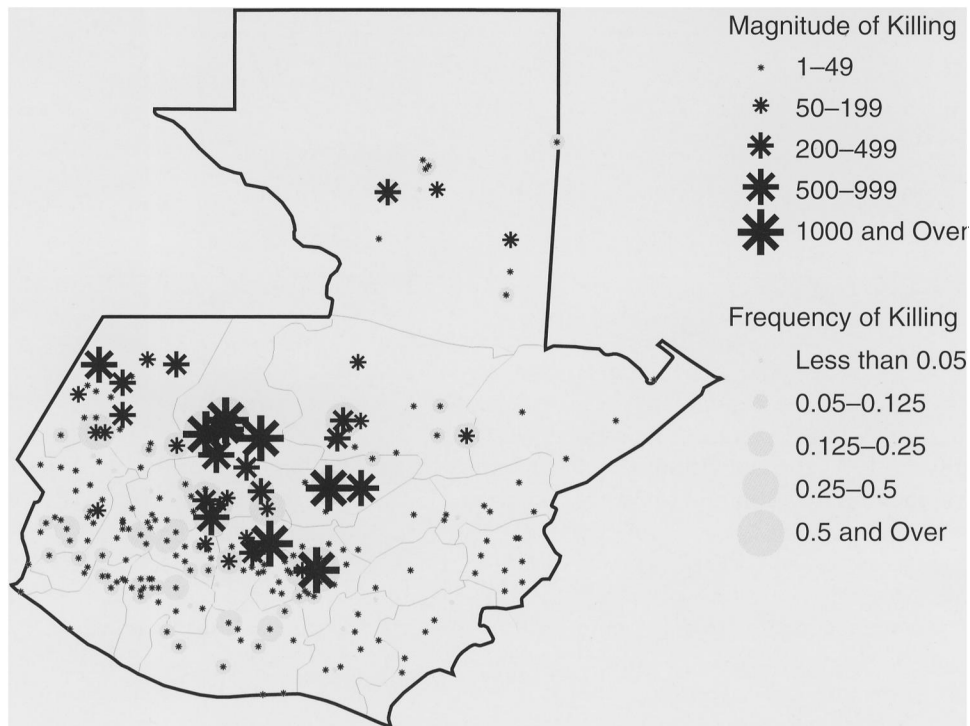 Magnitude of Killing
1–49
50–199
200–499
500–999
1000 and Over
Frequency of Killing
Less than 0.05
0.05–0.125
0.125–0.25
0.25–0.5
0.5 and Over